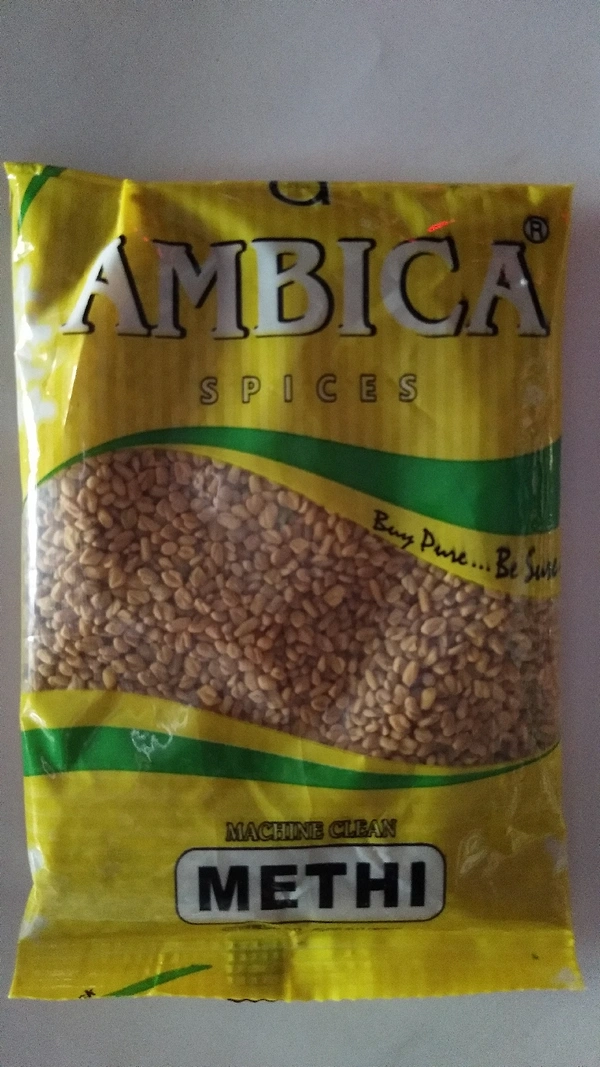 AMBICA®
SPICES
Buy Pure... Be Sure
MACHINE CLEAN
METHI